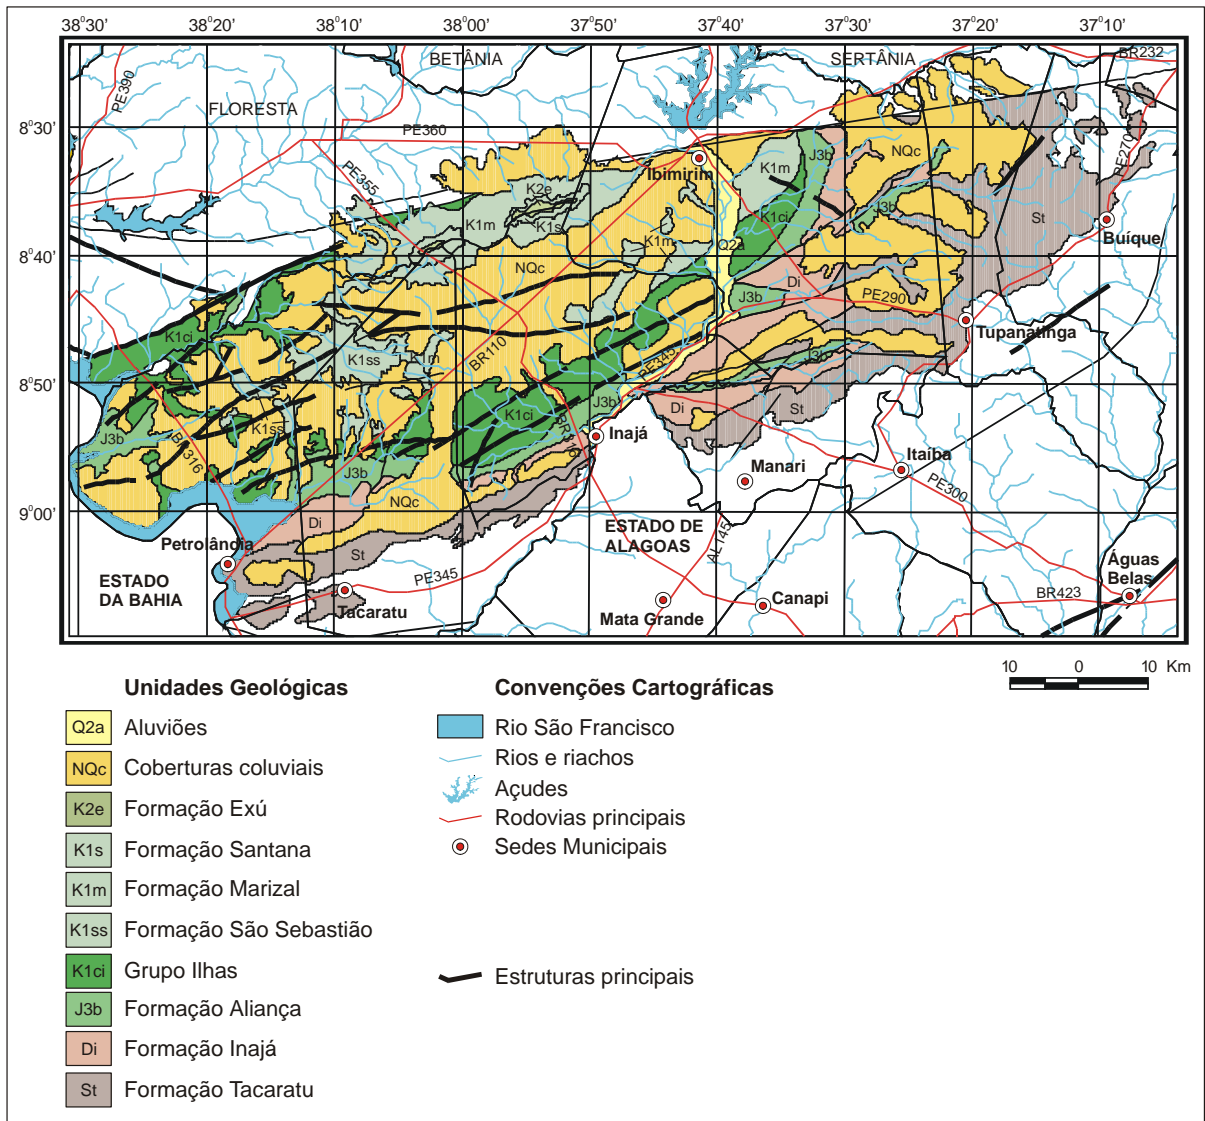 38°30' 38°20' 38°10' 38°00' 37°50' 37°40' 37°30' 37°20' 37°10'
BETÂNIA
SERTÂNIA
BR232
PE390
FLORESTA
8°30'
PE360
PE270
J3b
NQc
PE355
K1m
Ibimirim
K2e
K1m
K1s
K1ci
J3b
St
Buíque
K1m
Q2a
8°40'
NQc
Di
J3b
PE290
K1ci
Tupanatinga
K1ss
K1m
BR110
PE345
J3b
8°50'
K1ci
J3b
Di
St
K1ss
J3b
BR316
BR316
Inajá
Itaíba
J3b
Manari
PE300
NQc
9°00'
Di
ESTADO DE
ALAGOAS
Petrolândia
St
AL145
ESTADO
DA BAHIA
PE345
Águas
Belas
BR423
Tacaratu
Mata Grande
Canapi
10 0 10 Km
Unidades Geológicas
Q2a Aluviões
NQc Coberturas coluviais
K2e Formação Exú
K1s Formação Santana
K1m Formação Marizal
K1ss Formação São Sebastião
K1ci Grupo Ilhas
J3b Formação Aliança
Di Formação Inajá
St Formação Tacaratu
Convenções Cartográficas
Rio São Francisco
Rios e riachos
Açudes
Rodovias principais
Sedes Municipais
Estruturas principais